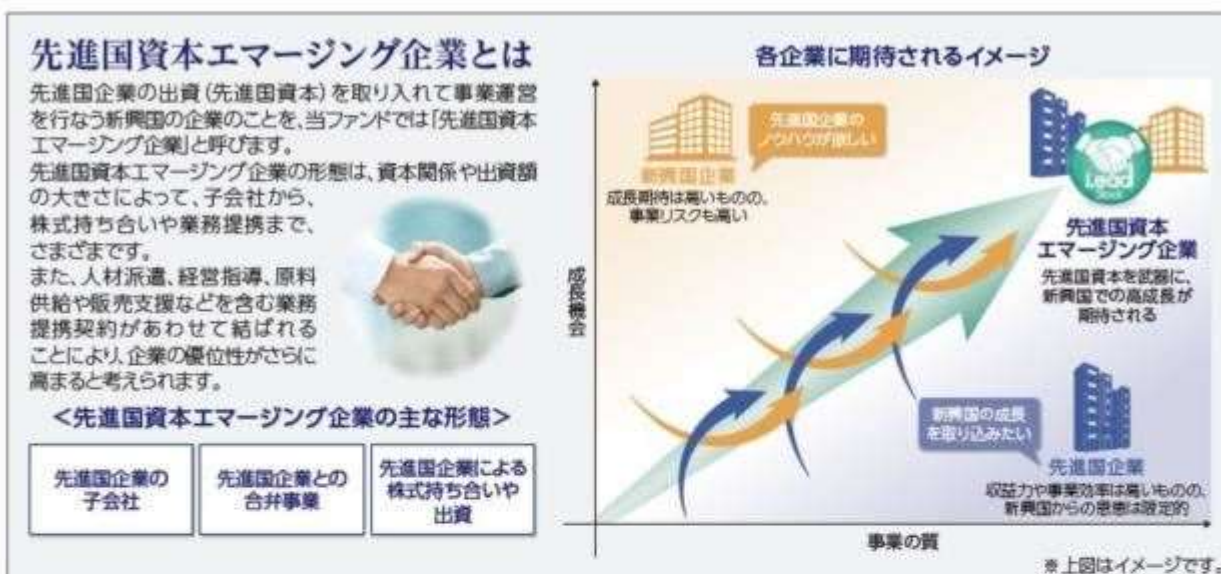 先進国資本エマージング企業とは
先進国企業の出資（先進国資本）を取り入れて事業運営
を行なう新興国の企業のことを、当ファンドでは「先進国資本
エマージング企業」と呼びます。
先進国資本エマージング企業の形態は、資本関係や出資額
の大きさによって、子会社から、
株式持ち合いや業務提携まで、
さまざまです。
また、人材派遣、経営指導、原料
供給や販売支援などを含む業務
提携契約があわせて結ばれる
ことにより、企業の優位性がさらに
高まると考えられます。
＜先進国資本エマージング企業の主な形態＞
先進国企業の
子会社
先進国企業との
合弁事業
先進国企業による
株式持ち合いや
出資
各企業に期待されるイメージ
成長機会
先進国企業の
ノウハウが欲しい
新興国企業
成長期待は高いものの、
事業リスクも高い
Lead
先進国資本
エマージング企業
先進国資本を武器に、
新興国での高成長が
期待される
新興国の成長
を取り込みたい
先進国企業
収益力や事業効率は高いものの、
新興国からの恩恵は限定的
事業の質
※上図はイメージです。